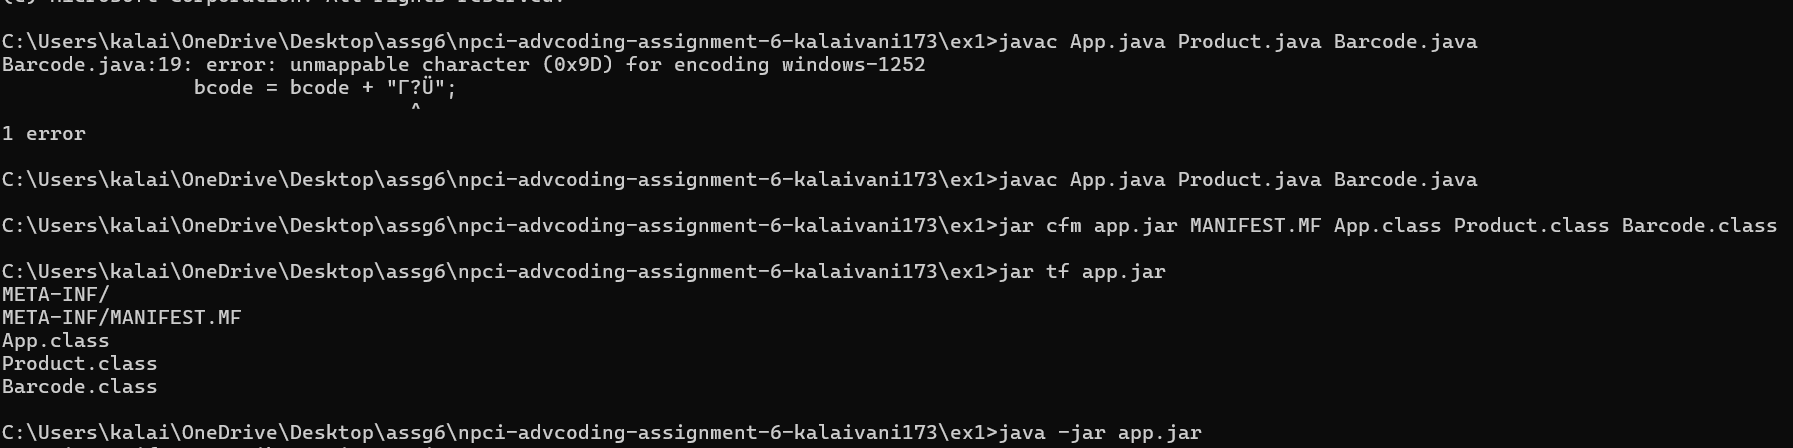 C:\Users\kalai\OneDrive\Desktop\assg6\npci-advcoding-assignment-6-kalaivani173\ex1>javac App.java Product.java Barcode.java
Barcode.java:19: error: unmappable character (0x9D) for encoding windows-1252
bcode = bcode + "Γ?Ü";
^
1 error
C:\Users\kalai\OneDrive\Desktop\assg6\npci-advcoding-assignment-6-kalaivani173\ex1>javac App.java Product.java Barcode.java
C:\Users\kalai\OneDrive\Desktop\assg6\npci-advcoding-assignment-6-kalaivani173\ex1>jar cfm app.jar MANIFEST.MF App.class Product.class Barcode.class
C:\Users\kalai\OneDrive\Desktop\assg6\npci-advcoding-assignment-6-kalaivani173\ex1>jar tf app.jar
META-INF/
META-INF/MANIFEST.MF
App.class
Product.class
Barcode.class
C:\Users\kalai\OneDrive\Desktop\assg6\npci-advcoding-assignment-6-kalaivani173\ex1>java -jar app.jar